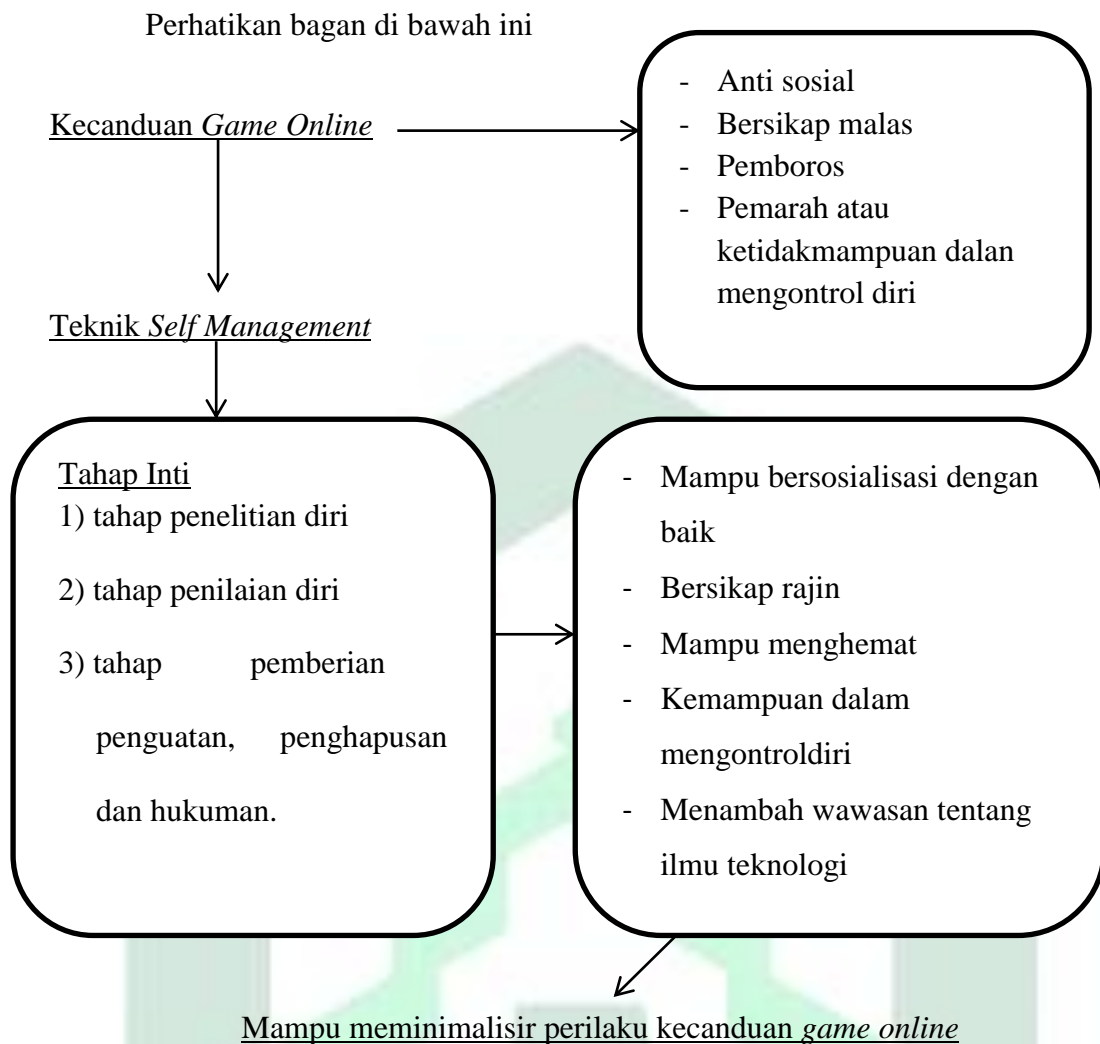 Perhatikan bagan di bawah ini
Kecanduan Game Online
- Anti sosial
- Bersikap malas
- Pemboros
- Pemarah atau
ketidakmampuan dalan
mengontrol diri
Teknik Self Management
Tahap Inti
1) tahap penelitian diri
2) tahap penilaian diri
3) tahap pemberian
penguatan, penghapusan
dan hukuman.
- Mampu bersosialisasi dengan
baik
- Bersikap rajin
- Mampu menghemat
- Kemampuan dalam
mengontroldiri
- Menambah wawasan tentang
ilmu teknologi
Mampu meminimalisir perilaku kecanduan game online